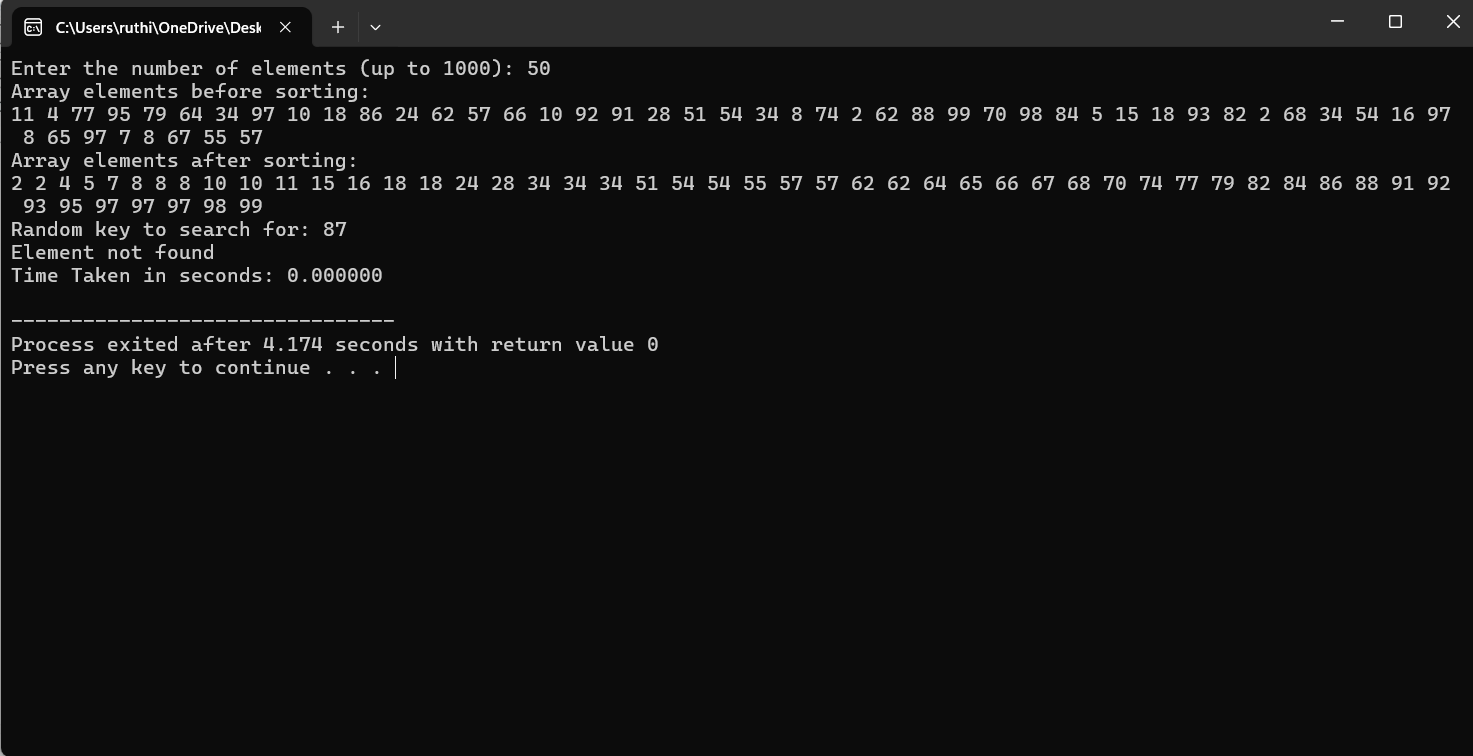 C:\Users\ruthi\OneDrive\Desk
Enter the number of elements (up to 1000): 50
Array elements before sorting:
11 4 77 95 79 64 34 97 10 18 86 24 62 57 66 10 92 91 28 51 54 34 8 74 2 62 88 99 70 98 84 5 15 18 93 82 2 68 34 54 16 97
 8 65 97 7 8 67 55 57
Array elements after sorting:
2 2 4 5 7 8 8 8 10 10 11 15 16 18 18 24 28 34 34 34 51 54 54 55 57 57 62 62 64 65 66 67 68 70 74 77 79 82 84 86 88 91 92
 93 95 97 97 97 98 99
Random key to search for: 87
Element not found
Time Taken in seconds: 0.000000
--------------------------------
Process exited after 4.174 seconds with return value 0
Press any key to continue . . .